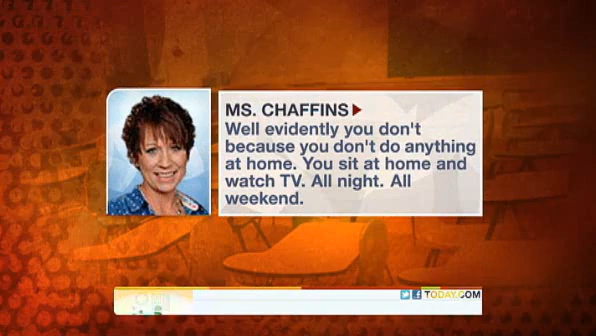 MS. CHAFFINS
Well evidently you don't
because you don't do anything
at home. You sit at home and
watch TV. All night. All
weekend.
TODAY.COM